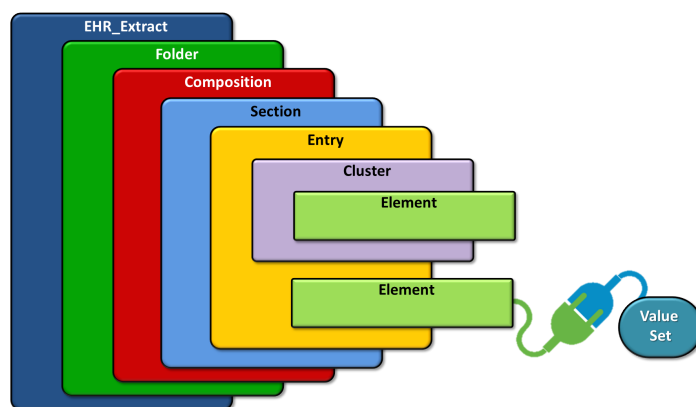 EHR_Extract
Folder
Composition
Section
Entry
Cluster
Element
Element
Value
Set